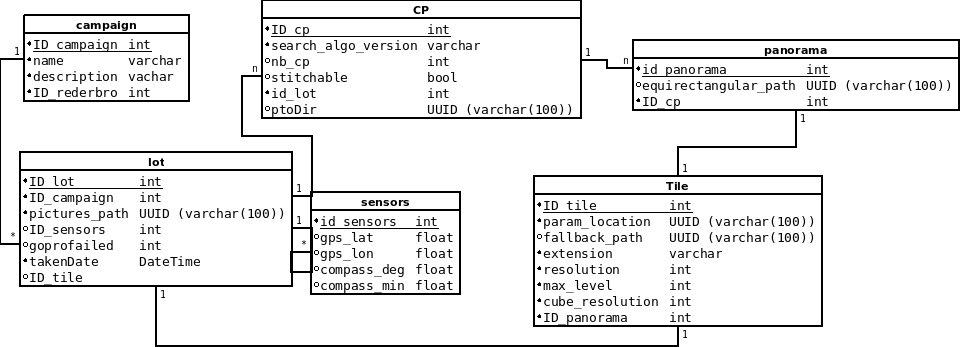 campaign
ID_campaign int
name varchar
description vachar
ID_rederbro int
CP
ID_cp int
search_algo_version varchar
nb_cp int
stitchable bool
id_lot int
ptoDir UUID (varchar(100))
panorama
id_panorama int
equirectangular_path UUID (varchar(100))
ID_cp int
lot
ID_lot int
ID_campaign int
pictures_path UUID (varchar(100))
ID_sensors int
goprofailed int
takenDate DateTime
ID_tile
sensors
id_sensors int
gps_lat float
gps_lon float
compass_deg float
compass_min float
Tile
ID_tile int
param_location UUID (varchar(100))
fallback_path UUID (varchar(100))
extension varchar
resolution int
max_level int
cube_resolution int
ID_panorama int
1
*
n
1
1
*
1
n
1
1
1
1